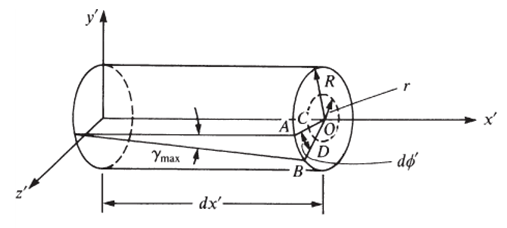 y′
R
r
A C O x′
γmax
D
B dϕ′
z′
dx′